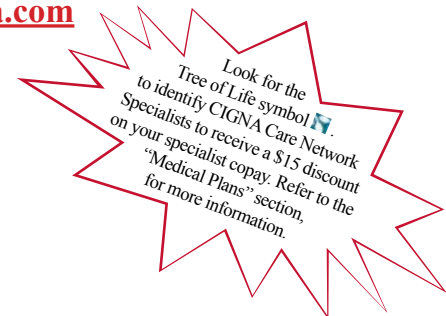 a.com
Look for the
Tree of Life symbol .
to identify CIGNA Care Network
Specialists to receive a $15 discount
on your specialist copay. Refer to the
“Medical Plans” section,
for more information.